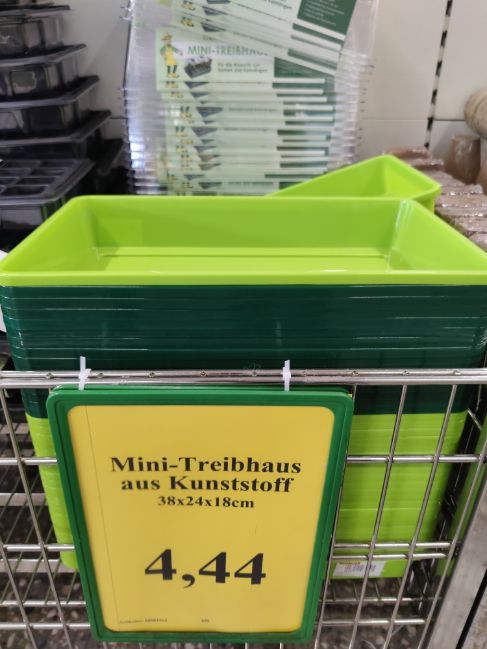 MINI-TREIBHAUS
Mini-Treibhaus
aus Kunststoff
38x24x18cm
4,44